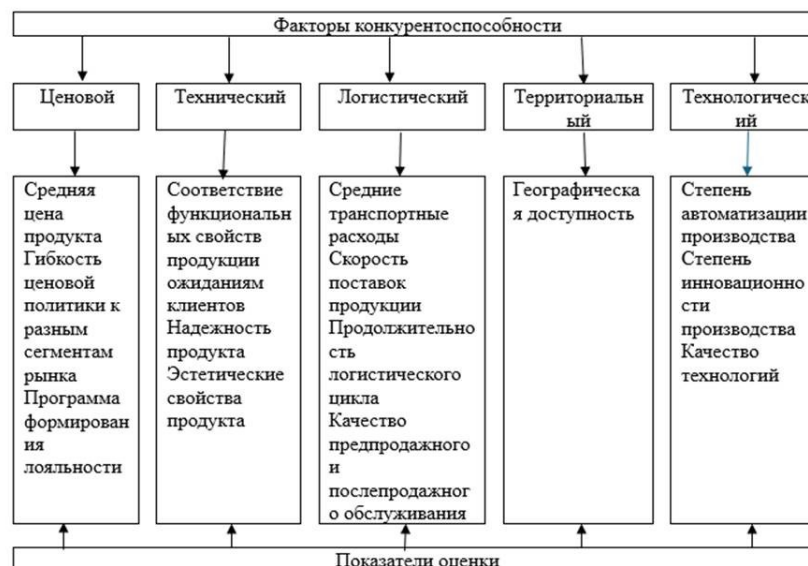 Факторы конкурентоспособности
Ценовой
Технический
Логистический
Территориальн
ый
Технологическ
ий
Средняя
цена
продукта
Гибкость
ценовой
политики к
разным
сегментам
рынка
Программа
формирован
ия
лояльности
Соответствие
функциональн
ых свойств
продукции
ожиданиям
клиентов
Надежность
продукта
Эстетические
свойства
продукта
Средние
транспортные
расходы
Скорость
поставок
продукции
Продолжительно
сть
логистического
цикла
Качество
предпродажного
и
послепродажног
о обслуживания
Географическа
я доступность
Степень
автоматизации
производства
Степень
инновационно
сти
производства
Качество
технологий
Показатели оценки